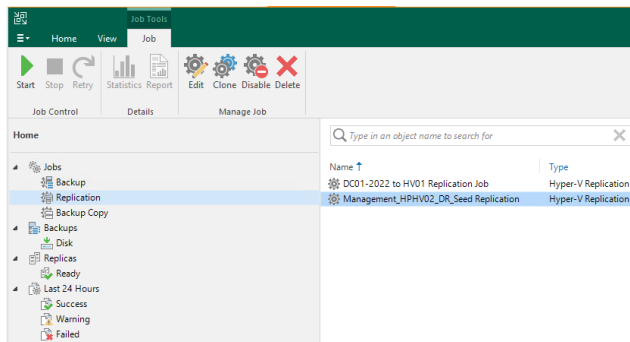 Job Tools
Home View Job
Start Stop Retry Statistics Report Edit Clone Disable Delete
Job Control Details Manage Job
Home
Type in an object name to search for
Jobs
Backup
Replication
Backup Copy
Backups
Disk
Replicas
Ready
Last 24 Hours
Success
Warning
Failed
Name Type
DC01-2022 to HV01 Replication Job Hyper-V Replication
Management_HPHV02_DR_Seed Replication Hyper-V Replication